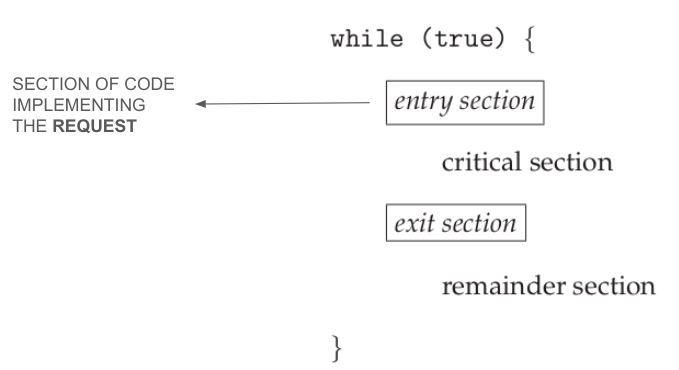 while (true) {
SECTION OF CODE
IMPLEMENTING
THE REQUEST
entry section
critical section
exit section
remainder section
}